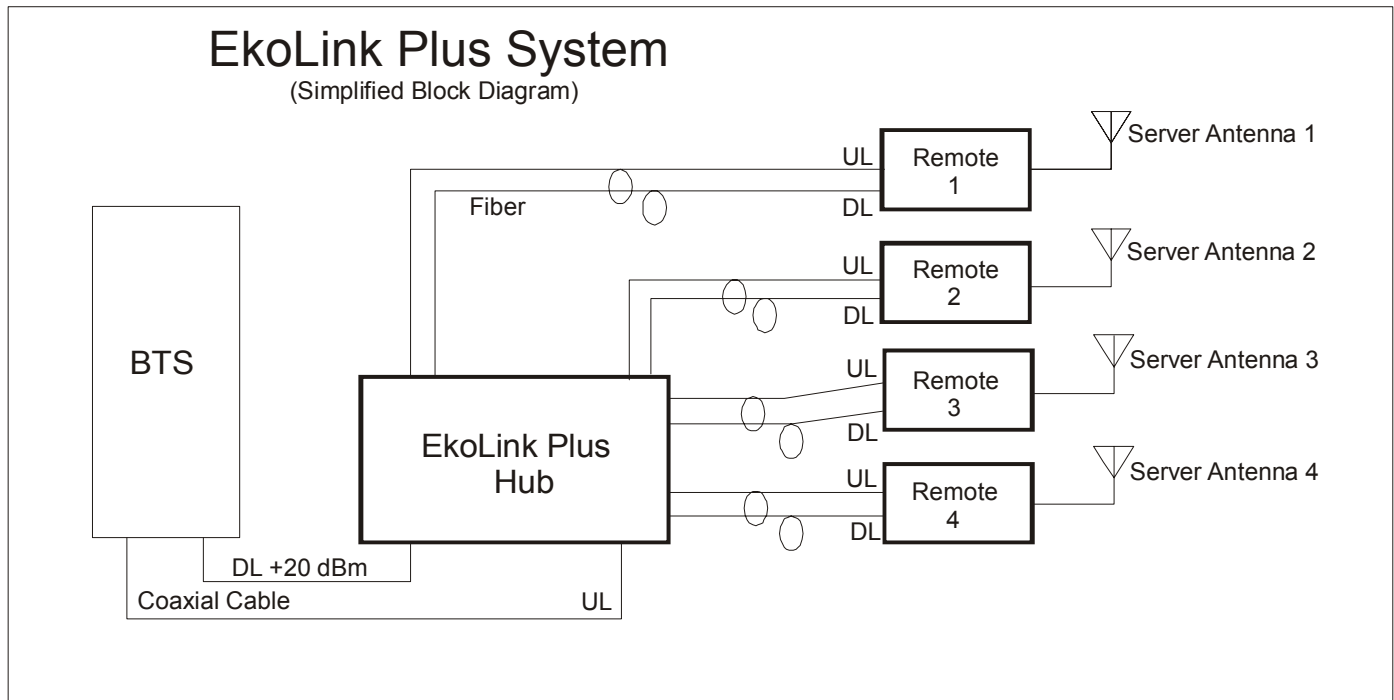 EkoLink Plus System
(Simplified Block Diagram)
UL
Remote
1
Server Antenna 1
Fiber
DL
UL
Remote
2
Server Antenna 2
DL
BTS
UL
Remote
3
Server Antenna 3
DL
EkoLink Plus
Hub
UL
Remote
4
Server Antenna 4
DL
DL +20 dBm
Coaxial Cable
UL